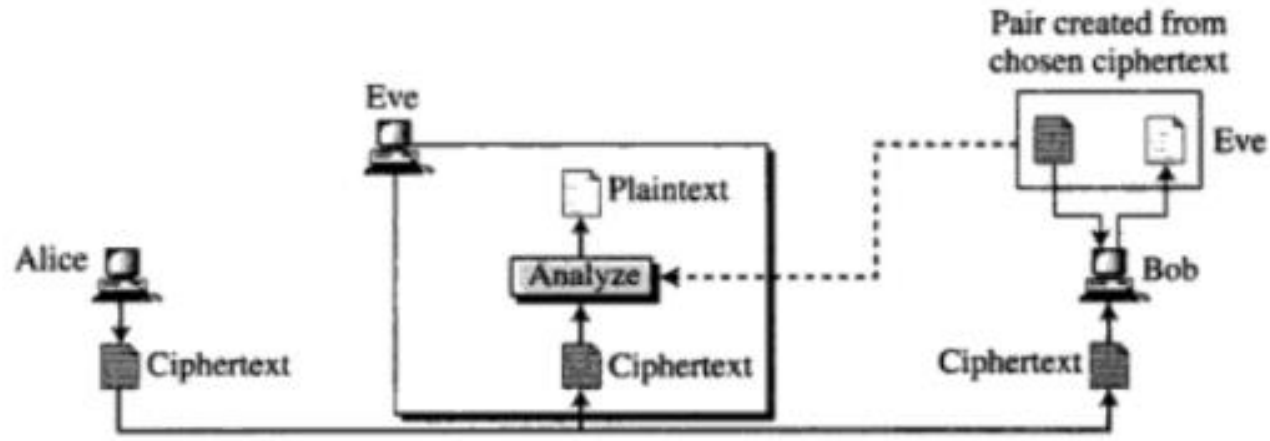 Pair created from
chosen ciphertext
Eve
Eve
Plaintext
Alice
Analyze
Bob
Ciphertext
Ciphertext
Ciphertext